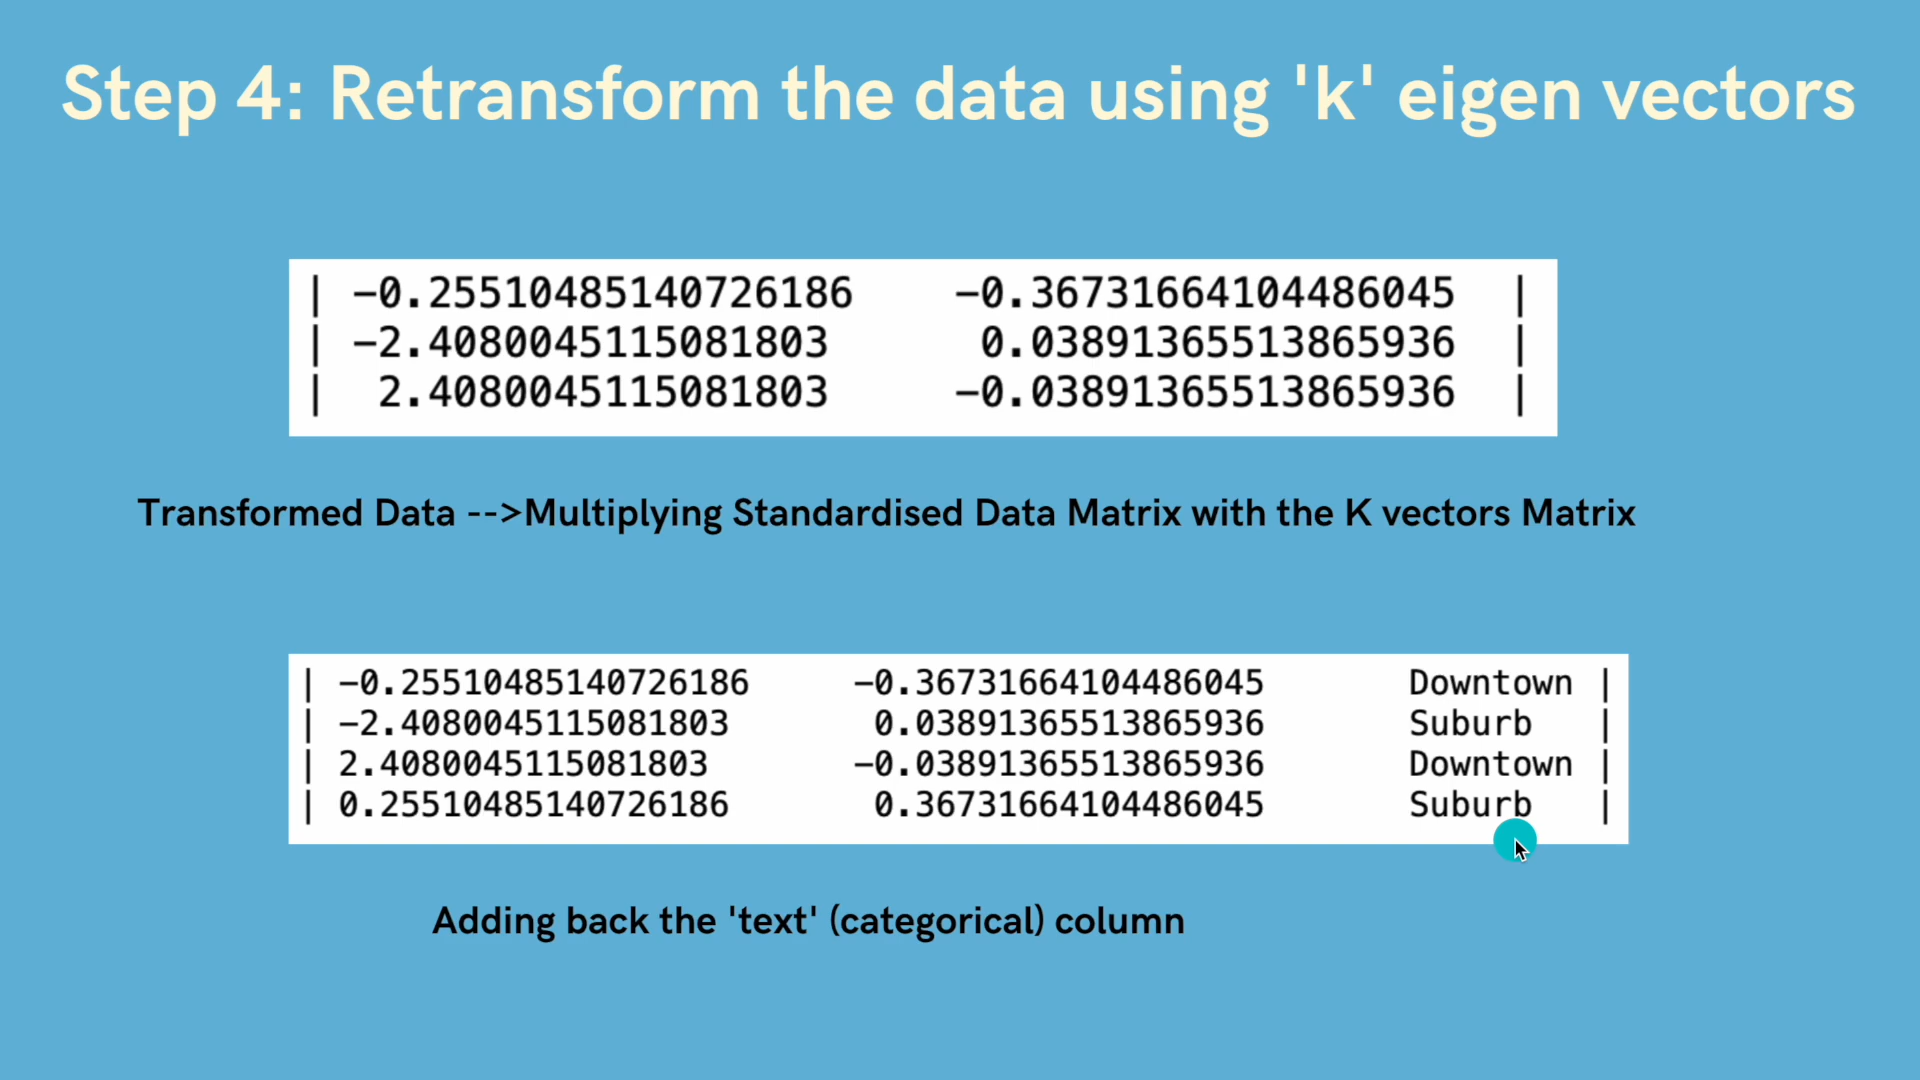 Step 4: Retransform the data using 'k' eigen vectors
| -0.25510485140726186 -0.36731664104486045 |
| -2.4080045115081803 0.03891365513865936 |
| 2.4080045115081803 -0.03891365513865936 |
Transformed Data -->Multiplying Standardised Data Matrix with the K vectors Matrix
| -0.25510485140726186 -0.36731664104486045 Downtown |
| -2.4080045115081803 0.03891365513865936 Suburb |
| 2.4080045115081803 -0.03891365513865936 Downtown |
| 0.25510485140726186 0.36731664104486045 Suburb |
Adding back the 'text' (categorical) column